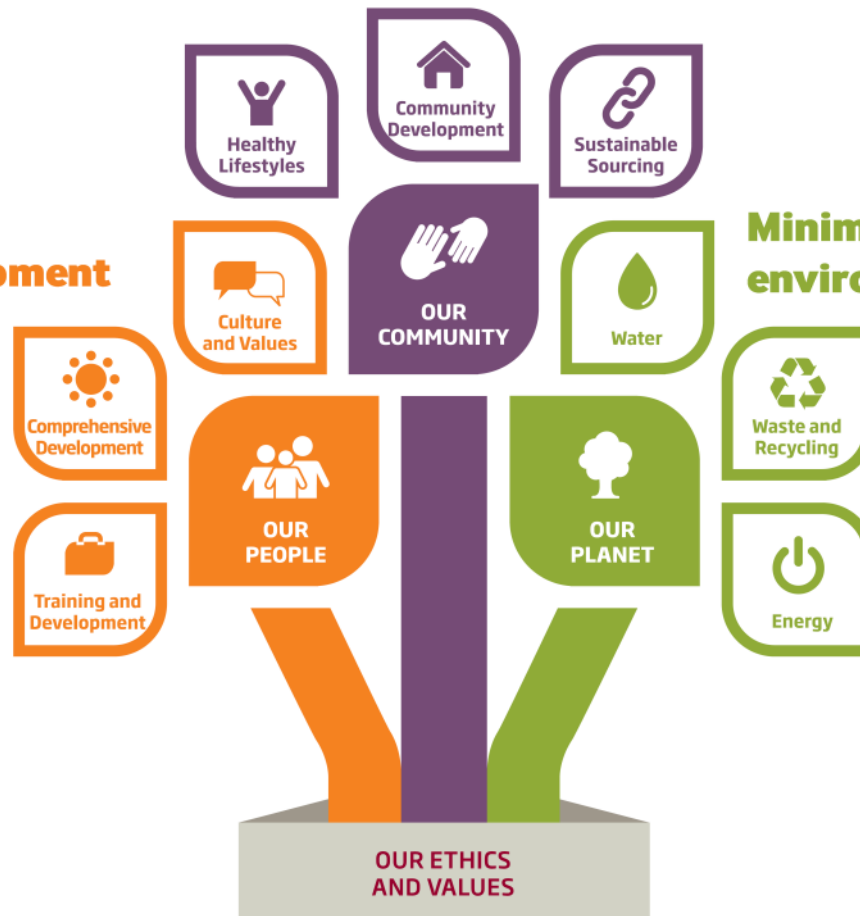 Community
Development
Healthy
Lifestyles
Sustainable
Sourcing
OUR
COMMUNITY
Culture
and Values
Water
Comprehensive
Development
Waste and
Recycling
OUR
PEOPLE
OUR
PLANET
Training and
Development
Energy
OUR ETHICS
AND VALUES